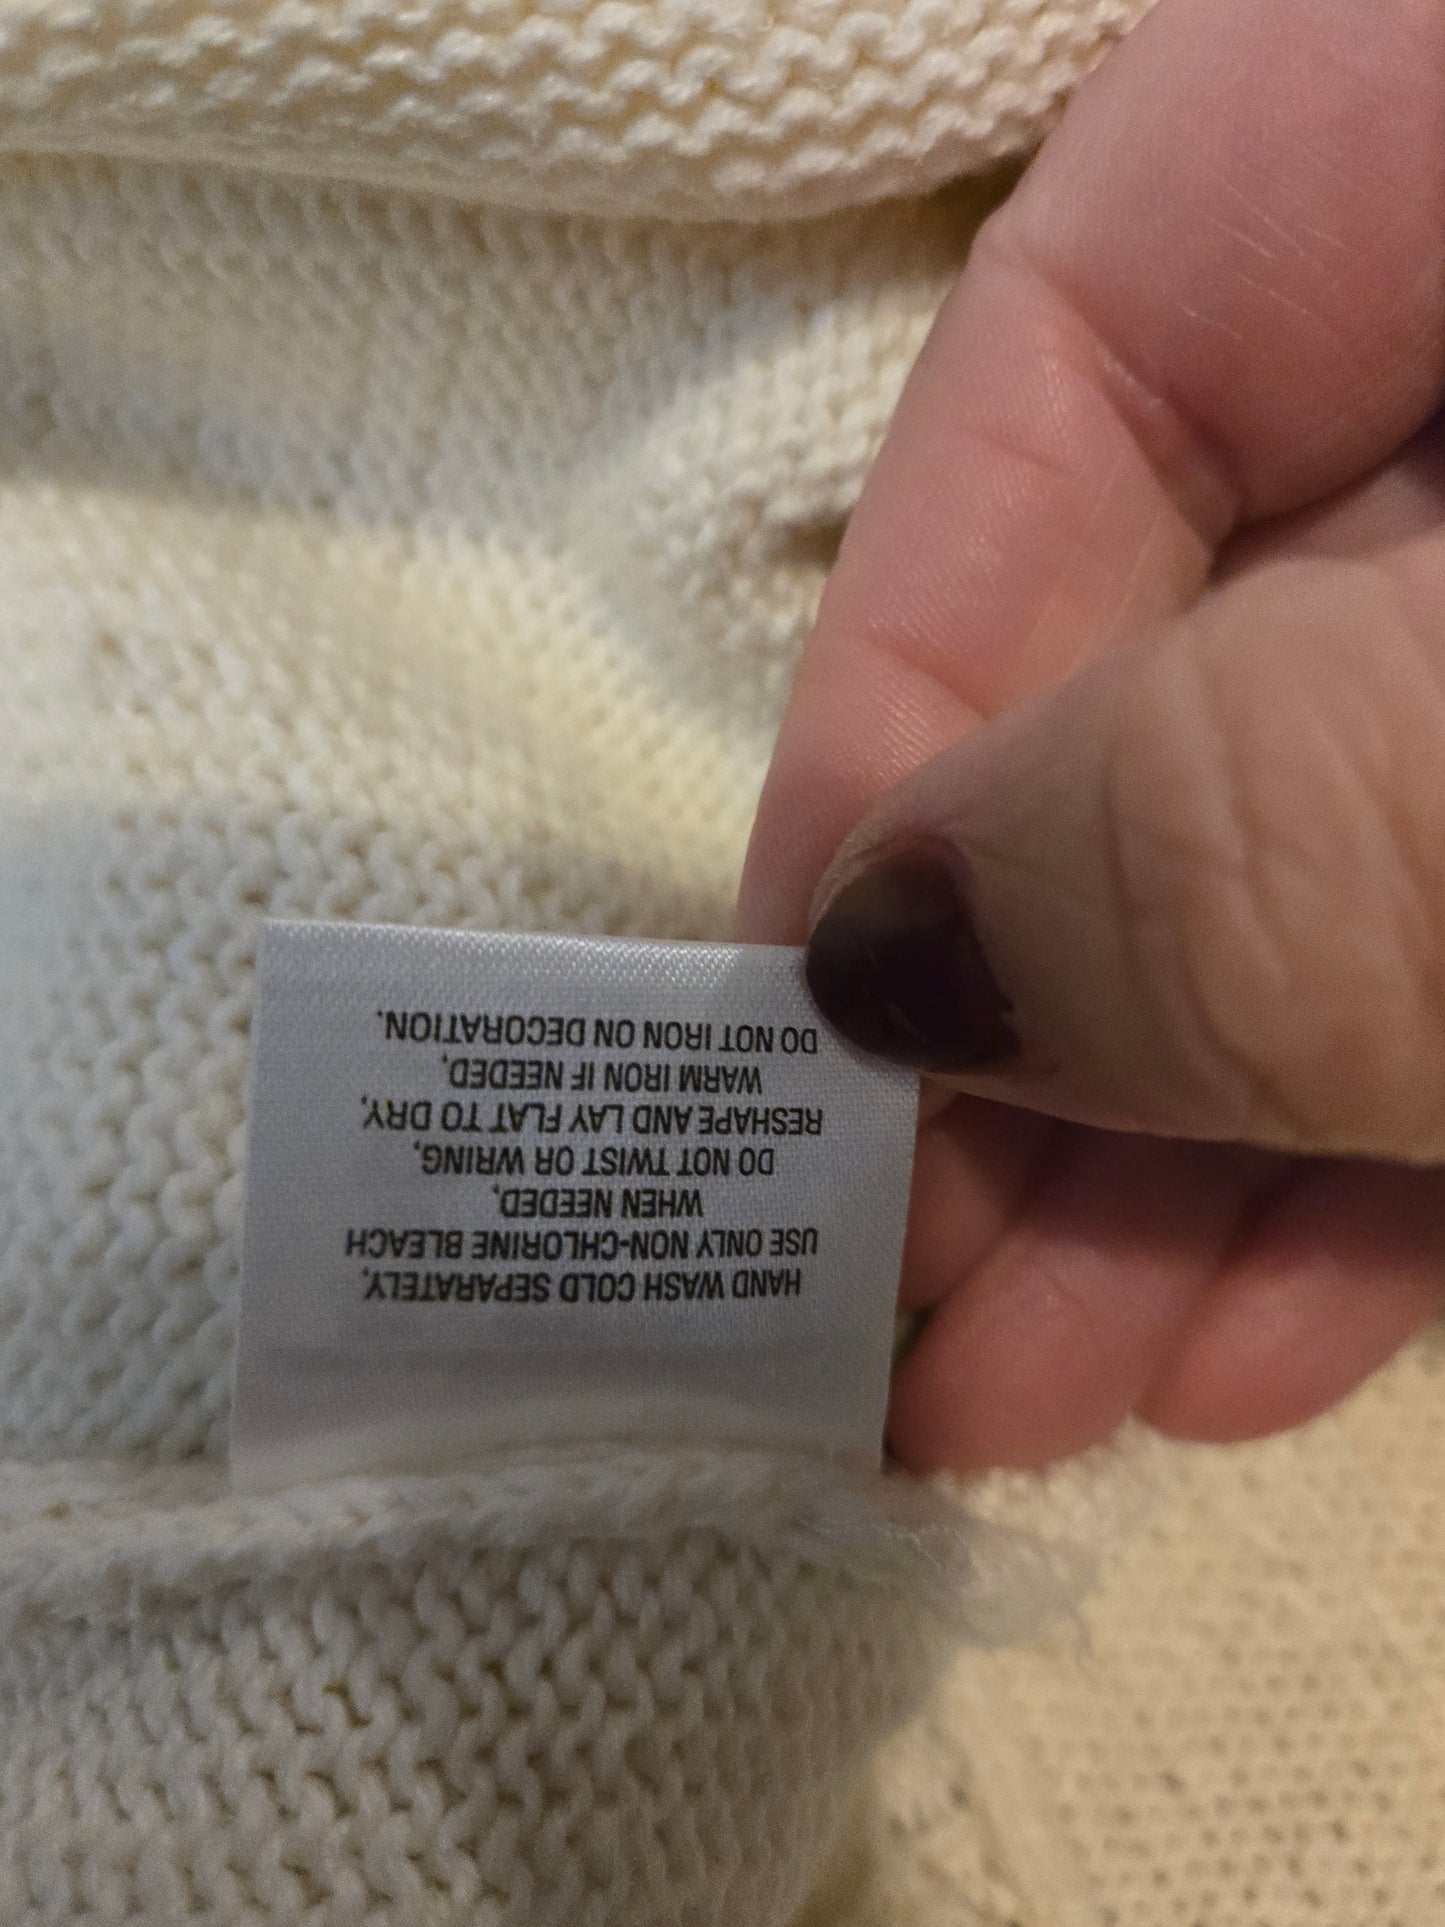 HAND WASH COLD SEPARATELY,
USE ONLY NON-CHLORINE BLEACH
WHEN NEEDED,
DO NOT TWIST OR WRING,
RESHAPE AND LAY FLAT TO DRY,
WARM IRON IF NEEDED,
DO NOT IRON ON DECORATION.